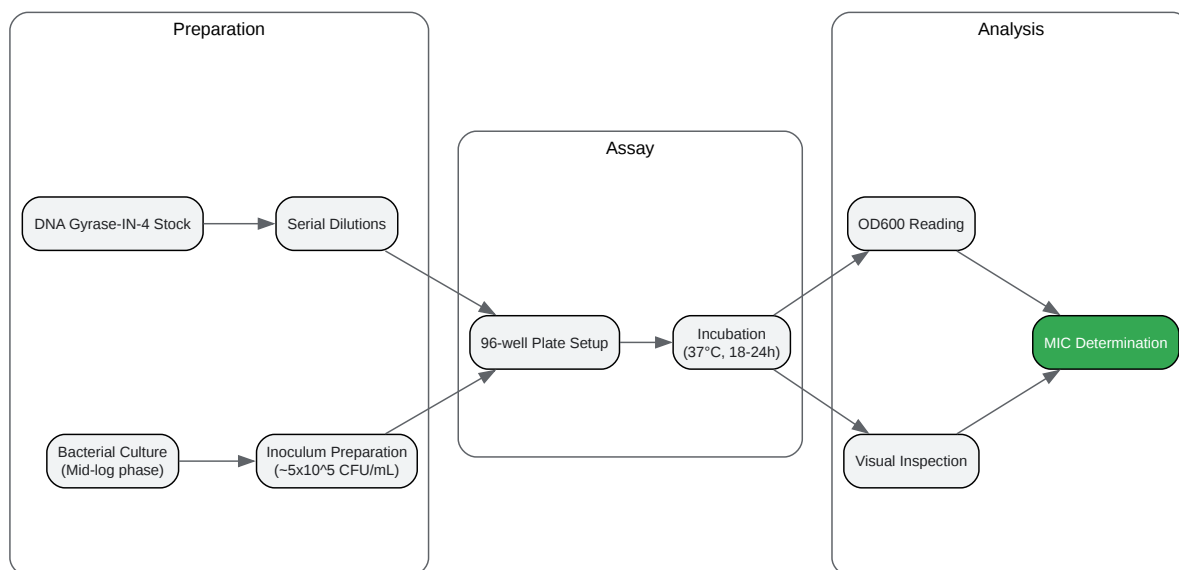 Preparation
DNA Gyrase-IN-4 Stock
Serial Dilutions
Bacterial Culture
(Mid-log phase)
Inoculum Preparation
(~5x10^5 CFU/mL)
Assay
96-well Plate Setup
Incubation
(37°C, 18-24h)
Analysis
OD600 Reading
Visual Inspection
MIC Determination